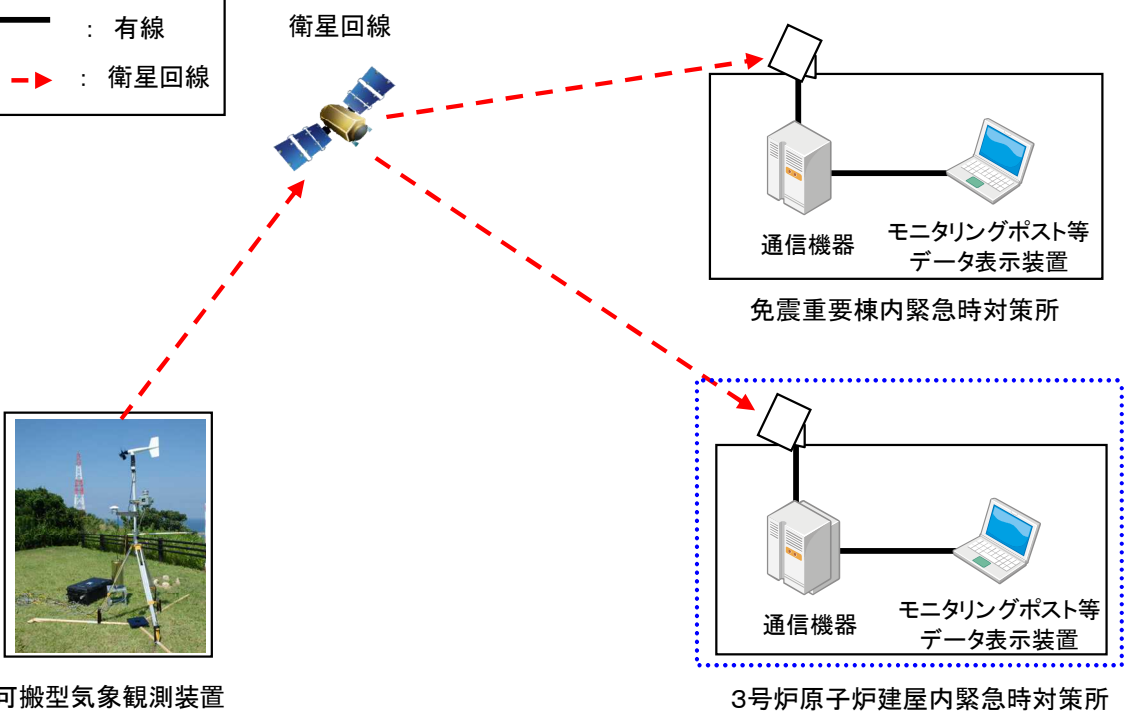 ： 有線
： 衛星回線
衛星回線
通信機器
モニタリングポスト等
データ表示装置
免震重要棟内緊急時対策所
通信機器
モニタリングポスト等
データ表示装置
可搬型気象観測装置
3号炉原子炉建屋内緊急時対策所